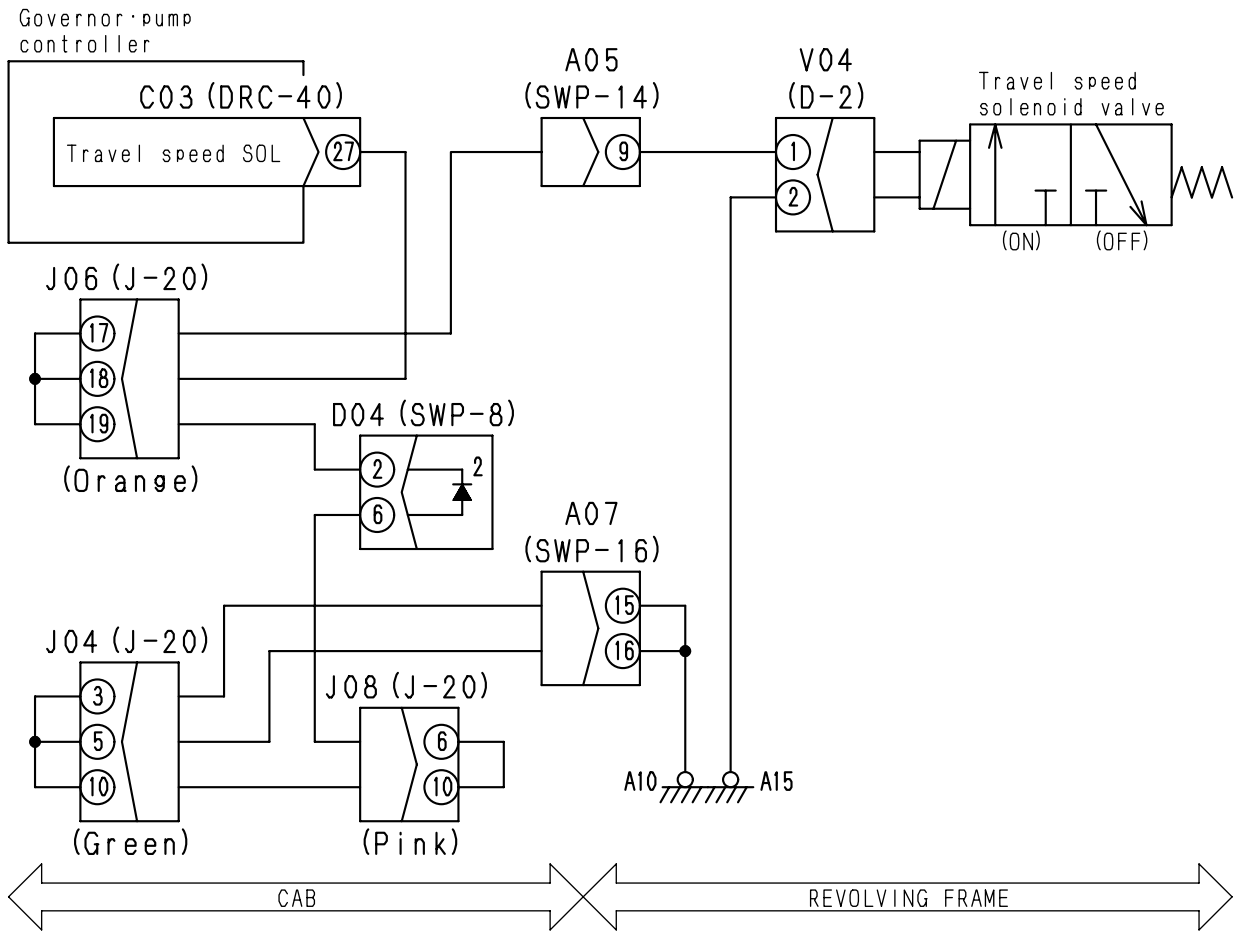 Governor·pump
controller
C03 (DRC-40)
Travel speed SOL
27
A05
(SWP-14)
9
V04
(D-2)
1
2
Travel speed
solenoid valve
(ON)
(OFF)
J06 (J-20)
17
18
19
(Orange)
D04 (SWP-8)
2
6
2
A07
(SWP-16)
15
16
J04 (J-20)
3
5
10
(Green)
J08 (J-20)
6
10
(Pink)
A10
A15
CAB
REVOLVING FRAME